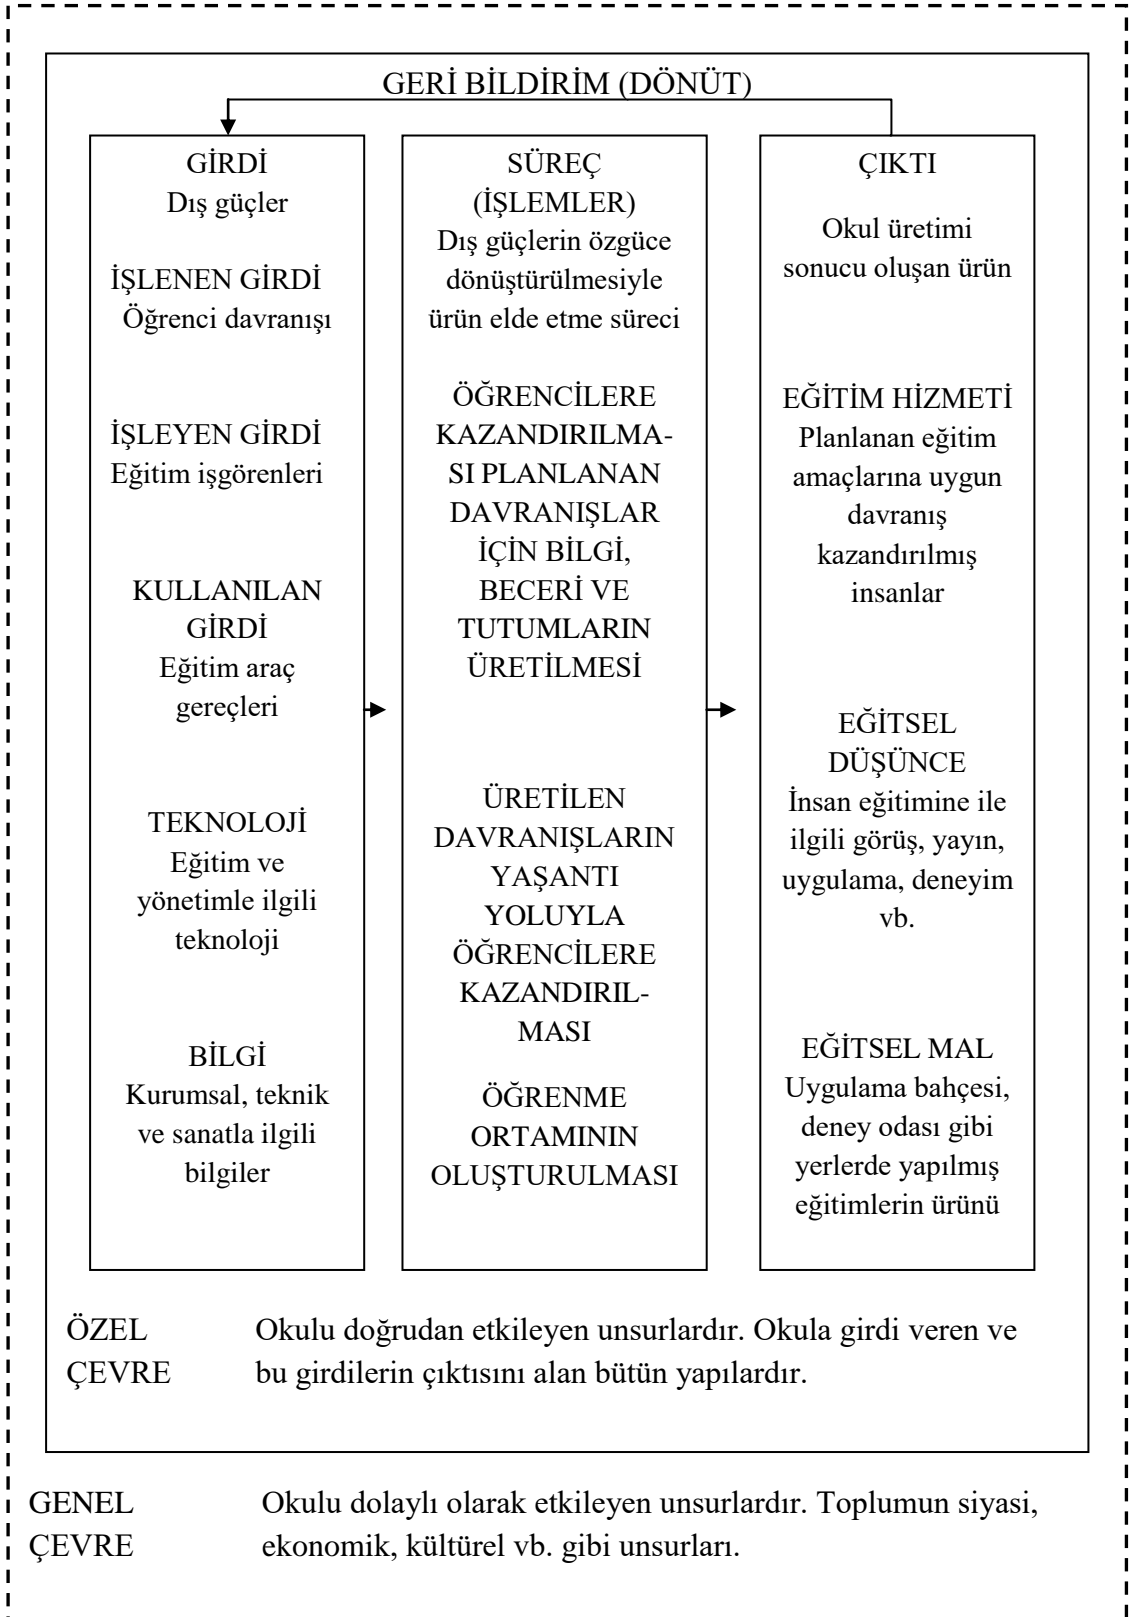 GERİ BİLDİRİM (DÖNÜT)
GİRDİ
Dış güçler
İŞLENEN GİRDİ
Öğrenci davranışı
İŞLEYEN GİRDİ
Eğitim işgörenleri
KULLANILAN
GİRDİ
Eğitim araç
gereçleri
TEKNOLOJİ
Eğitim ve
yönetimle ilgili
teknoloji
BİLGİ
Kurumsal, teknik
ve sanatla ilgili
bilgiler
SÜREÇ
(İŞLEMLER)
Dış güçlerin özgüce
dönüştürülmesiyle
ürün elde etme süreci
ÖĞRENCİLERE
KAZANDIRILMA-
SI PLANLANAN
DAVRANIŞLAR
İÇİN BİLGİ,
BECERİ VE
TUTUMLARIN
ÜRETİLMESİ
ÜRETİLEN
DAVRANIŞLARIN
YAŞANTI
YOLUYLA
ÖĞRENCİLERE
KAZANDIRIL-
MASI
ÖĞRENME
ORTAMININ
OLUŞTURULMASI
ÇIKTI
Okul üretimi
sonucu oluşan ürün
EĞİTİM HİZMETİ
Planlanan eğitim
amaçlarına uygun
davranış
kazandırılmış
insanlar
EĞİTSEL
DÜŞÜNCE
İnsan eğitimine ile
ilgili görüş, yayın,
uygulama, deneyim
vb.
EĞİTSEL MAL
Uygulama bahçesi,
deney odası gibi
yerlerde yapılmış
eğitimlerin ürünü
ÖZEL Okulu doğrudan etkileyen unsurlardır. Okula girdi veren ve
ÇEVRE bu girdilerin çıktısını alan bütün yapılardır.
GENEL Okulu dolaylı olarak etkileyen unsurlardır. Toplumun siyasi,
ÇEVRE ekonomik, kültürel vb. gibi unsurları.